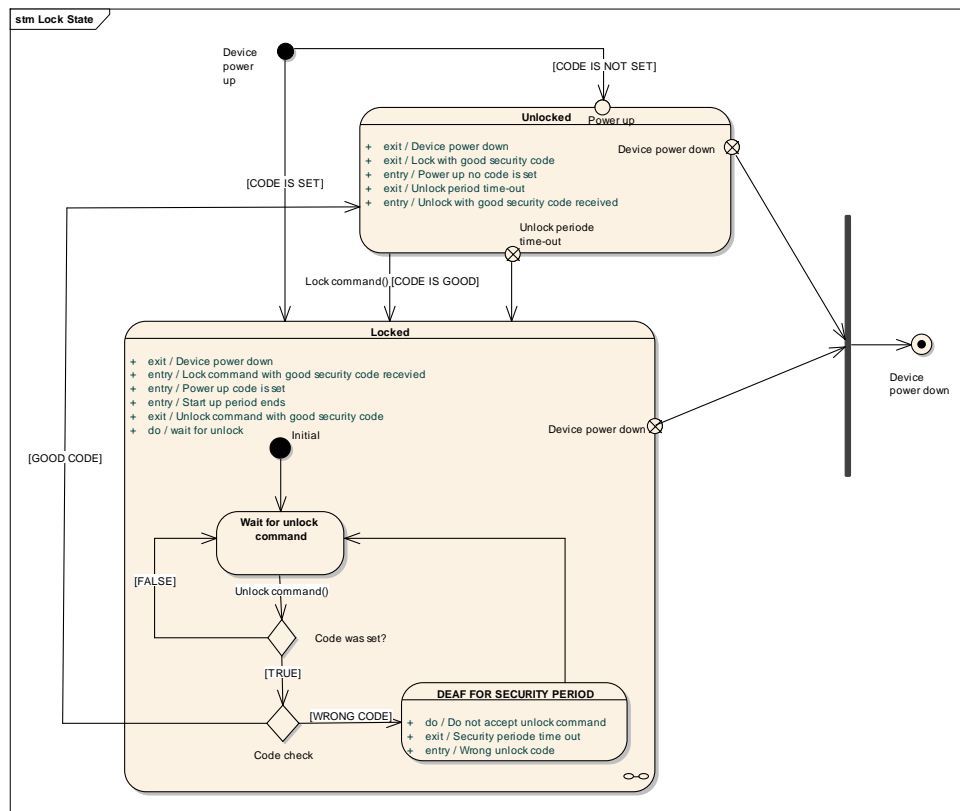 stm Lock State
Device
power
up
[CODE IS NOT SET]
Unlocked
Power up
+ exit / Device power down
+ exit / Lock with good security code
+ entry / Power up no code is set
+ exit / Unlock period time-out
+ entry / Unlock with good security code received
Device power down
[CODE IS SET]
Unlock periode
time-out
Lock command() [CODE IS GOOD]
Locked
+ exit / Device power down
+ entry / Lock command with good security code recevied
+ entry / Power up code is set
+ entry / Start up period ends
+ exit / Unlock command with good security code
+ do / wait for unlock
Device power down
Device
power down
Initial
[GOOD CODE]
Wait for unlock
command
[FALSE]
Unlock command()
Code was set?
[TRUE]
[WRONG CODE]
Code check
DEAF FOR SECURITY PERIOD
+ do / Do not accept unlock command
+ exit / Security periode time out
+ entry / Wrong unlock code